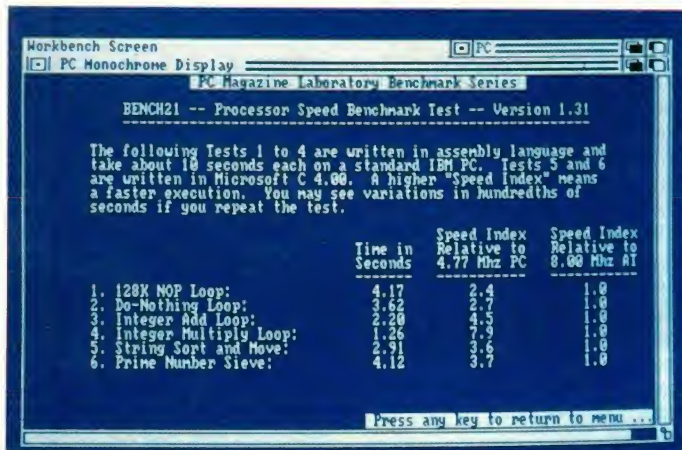 Workbench Screen PC
PC Monochrome Display
PC Magazine Laboratory Benchmark Series
BENCH21 -- Processor Speed Benchmark Test -- Version 1.31
The following Tests 1 to 4 are written in assembly language and
take about 10 seconds each on a standard IBM PC. Tests 5 and 6
are written in Microsoft C 4.00. A higher "Speed Index" means
a faster execution. You may see variations in hundredths of
seconds if you repeat the test.
Speed Index Speed Index
Time in Relative to Relative to
Seconds 4.77 Mhz PC 8.00 Mhz AT
1. 128K NOP Loop: 4.17 2.4 1.0
2. Do-Nothing Loop: 3.62 2.7 1.0
3. Integer Add Loop: 2.20 4.5 1.0
4. Integer Multiply Loop: 1.26 7.9 1.0
5. String Sort and Move: 2.91 3.6 1.0
6. Prime Number Sieve: 4.12 3.7 1.0
Press any key to return to menu ...